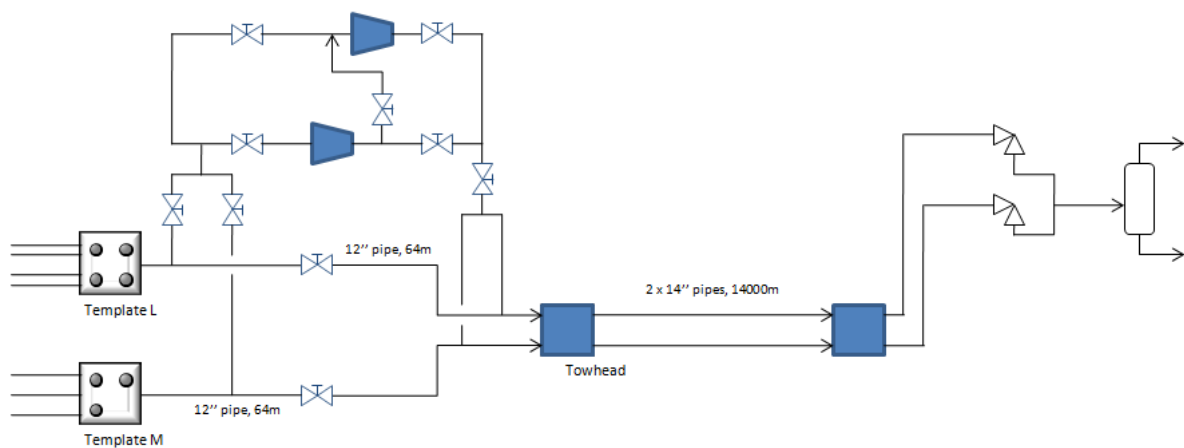 12’’ pipe, 64m
2 x 14’’ pipes, 14000m
Template L
Towhead
12’’ pipe, 64m
Template M